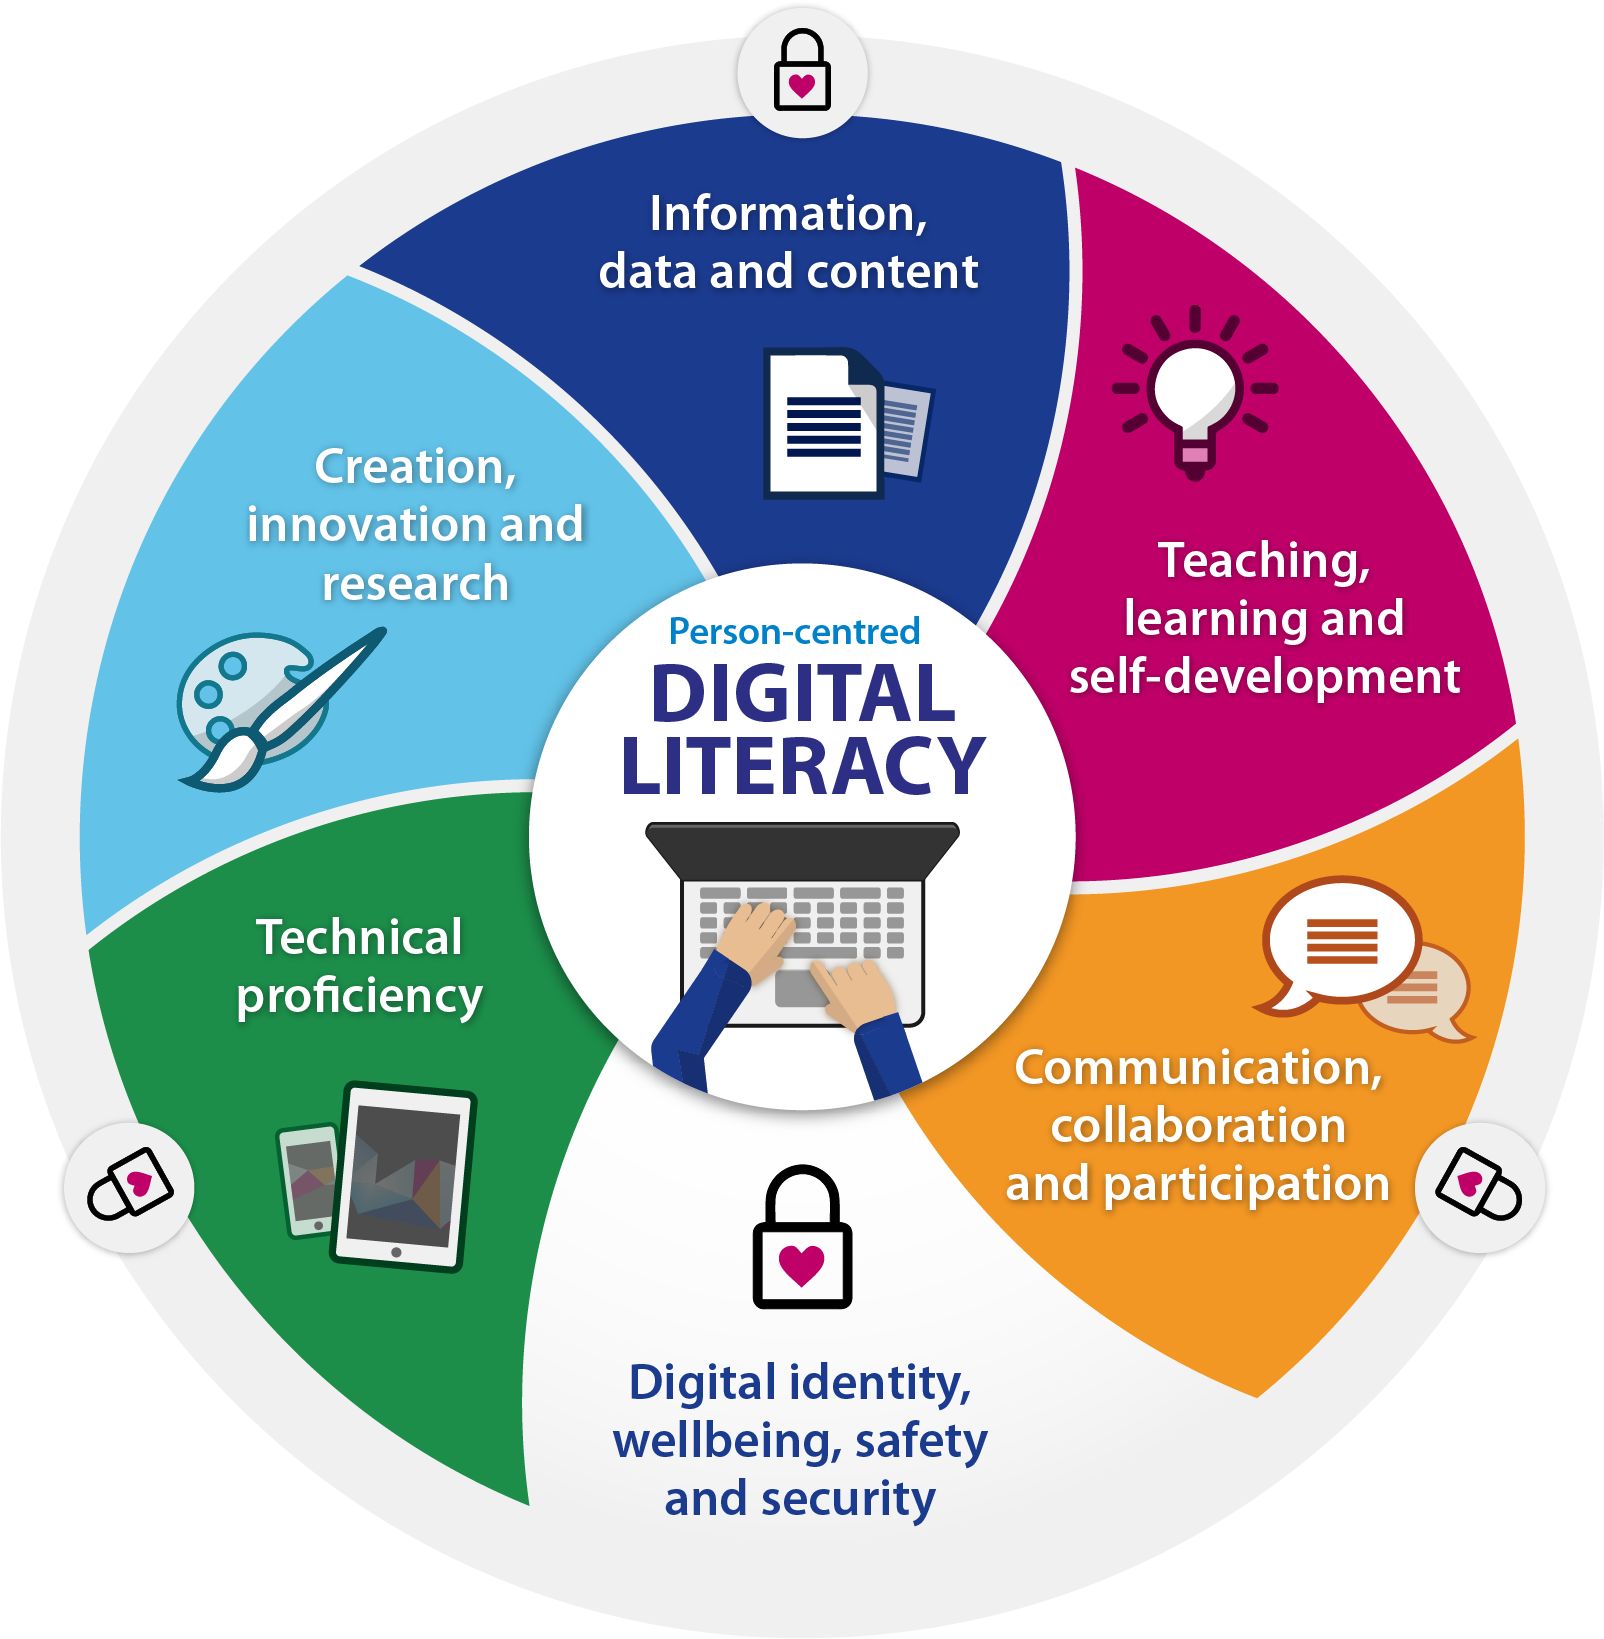 Information,
data and content
Teaching,
learning and
self-development
Communication,
collaboration
and participation
Digital identity,
wellbeing, safety
and security
Technical
proficiency
Creation,
innovation and
research
Person-centred
DIGITAL
LITERACY